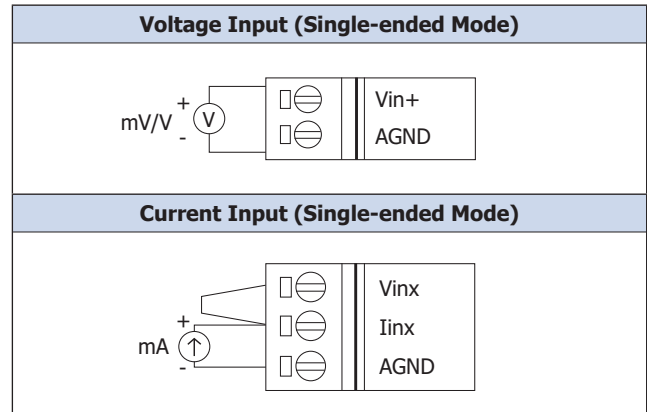 Voltage Input (Single-ended Mode)
+
mV/V
V
-
Vin+
AGND
Current Input (Single-ended Mode)
+
mA
-
Vinx
Iinx
AGND